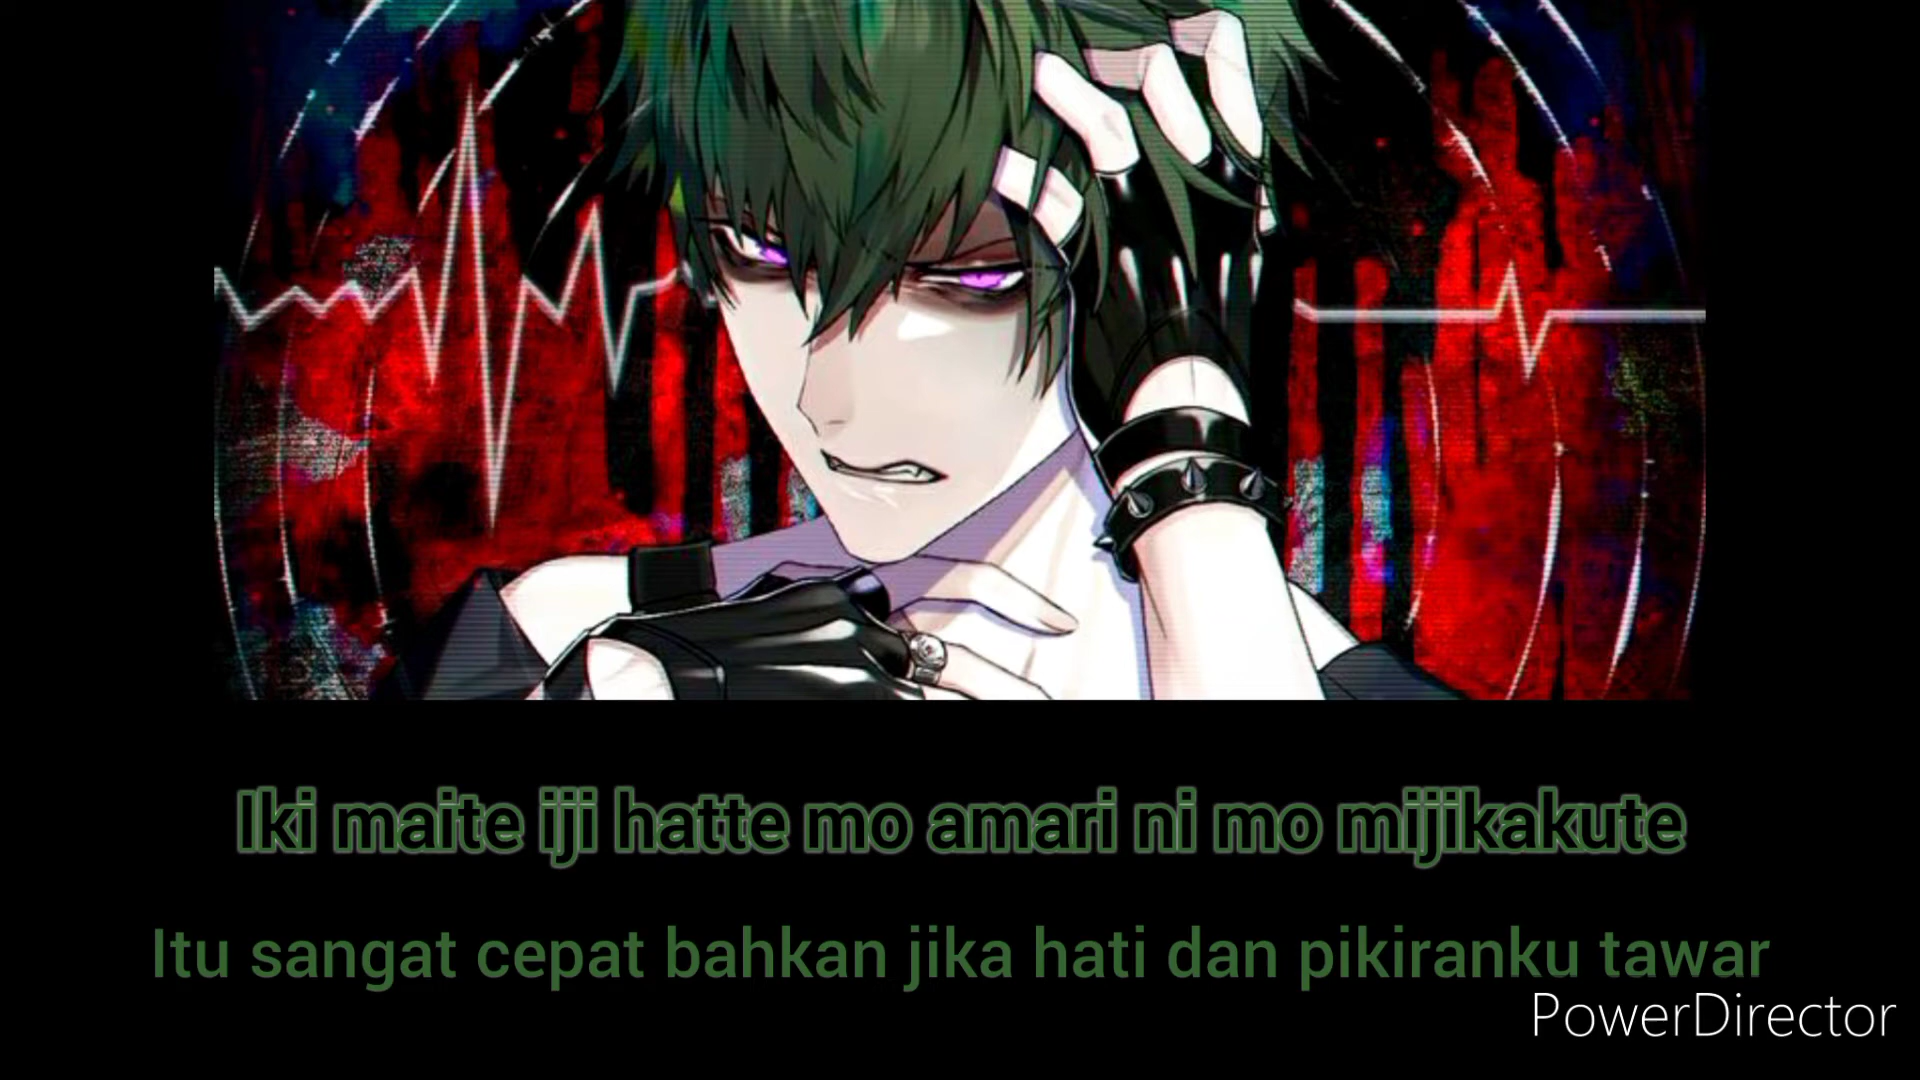 Iki maite iji hatte mo amari ni mo mijikakute
Itu sangat cepat bahkan jika hati dan pikiranku tawar
PowerDirector